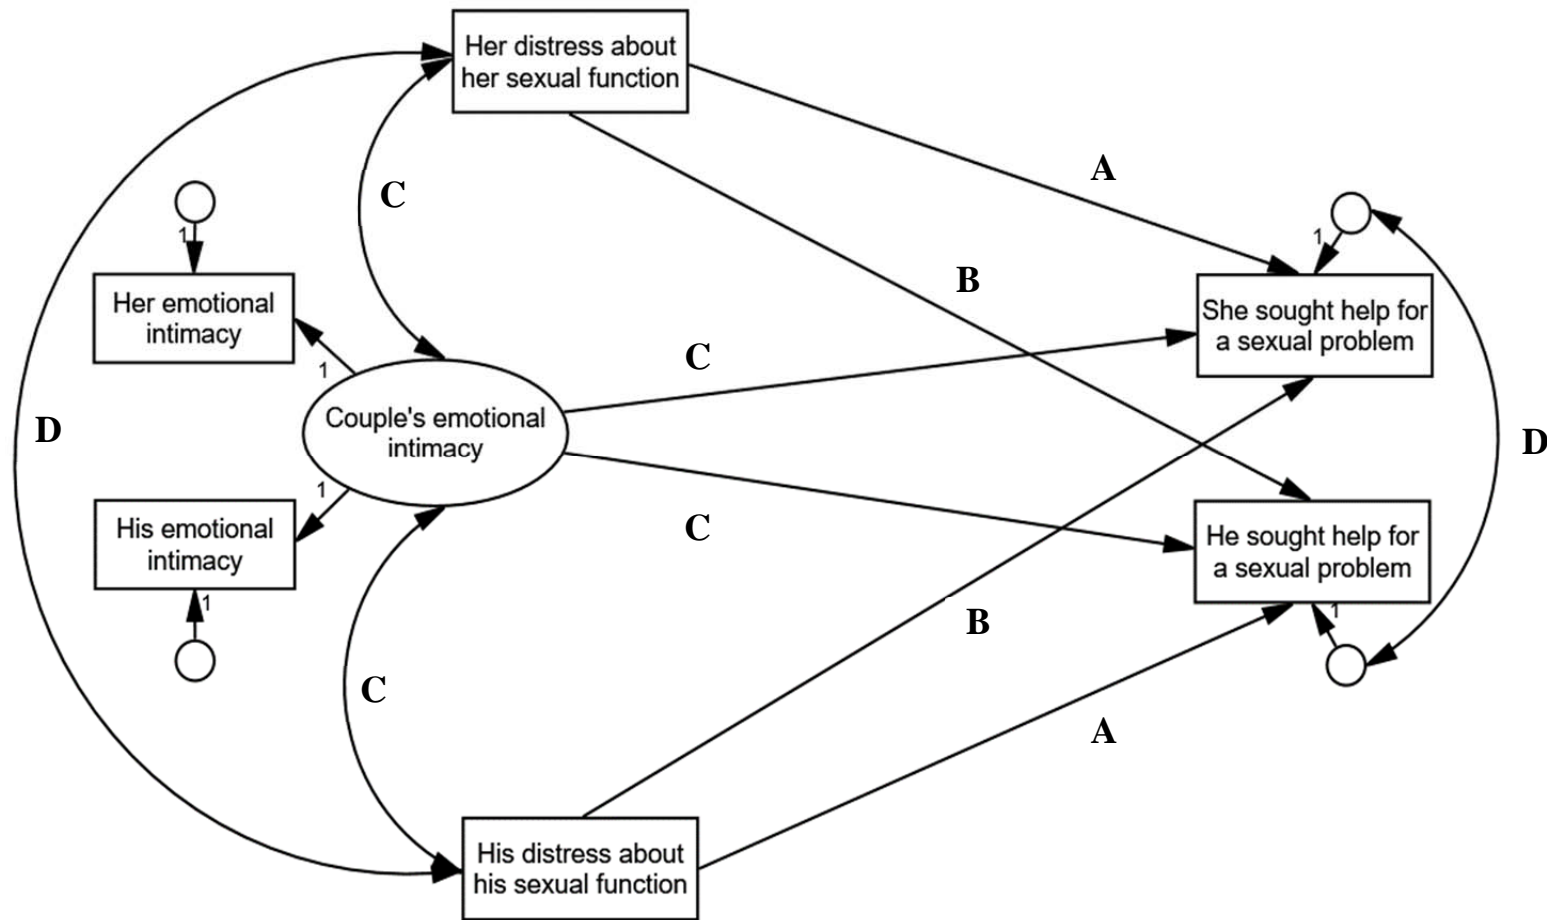 Her distress about
her sexual function
A
C
1
1
Her emotional
intimacy
B
She sought help for
a sexual problem
C
1
Couple's emotional
intimacy
D
D
1
His emotional
intimacy
C
He sought help for
a sexual problem
1
1
B
C
A
His distress about
his sexual function